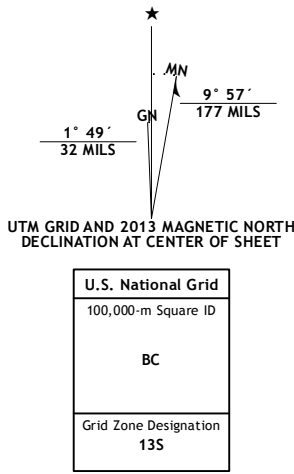 ★
MN
GN
9° 57´
177 MILS
1° 49´
32 MILS
UTM GRID AND 2013 MAGNETIC NORTH
DECLINATION AT CENTER OF SHEET
U.S. National Grid
100,000-m Square ID
BC
Grid Zone Designation
13S